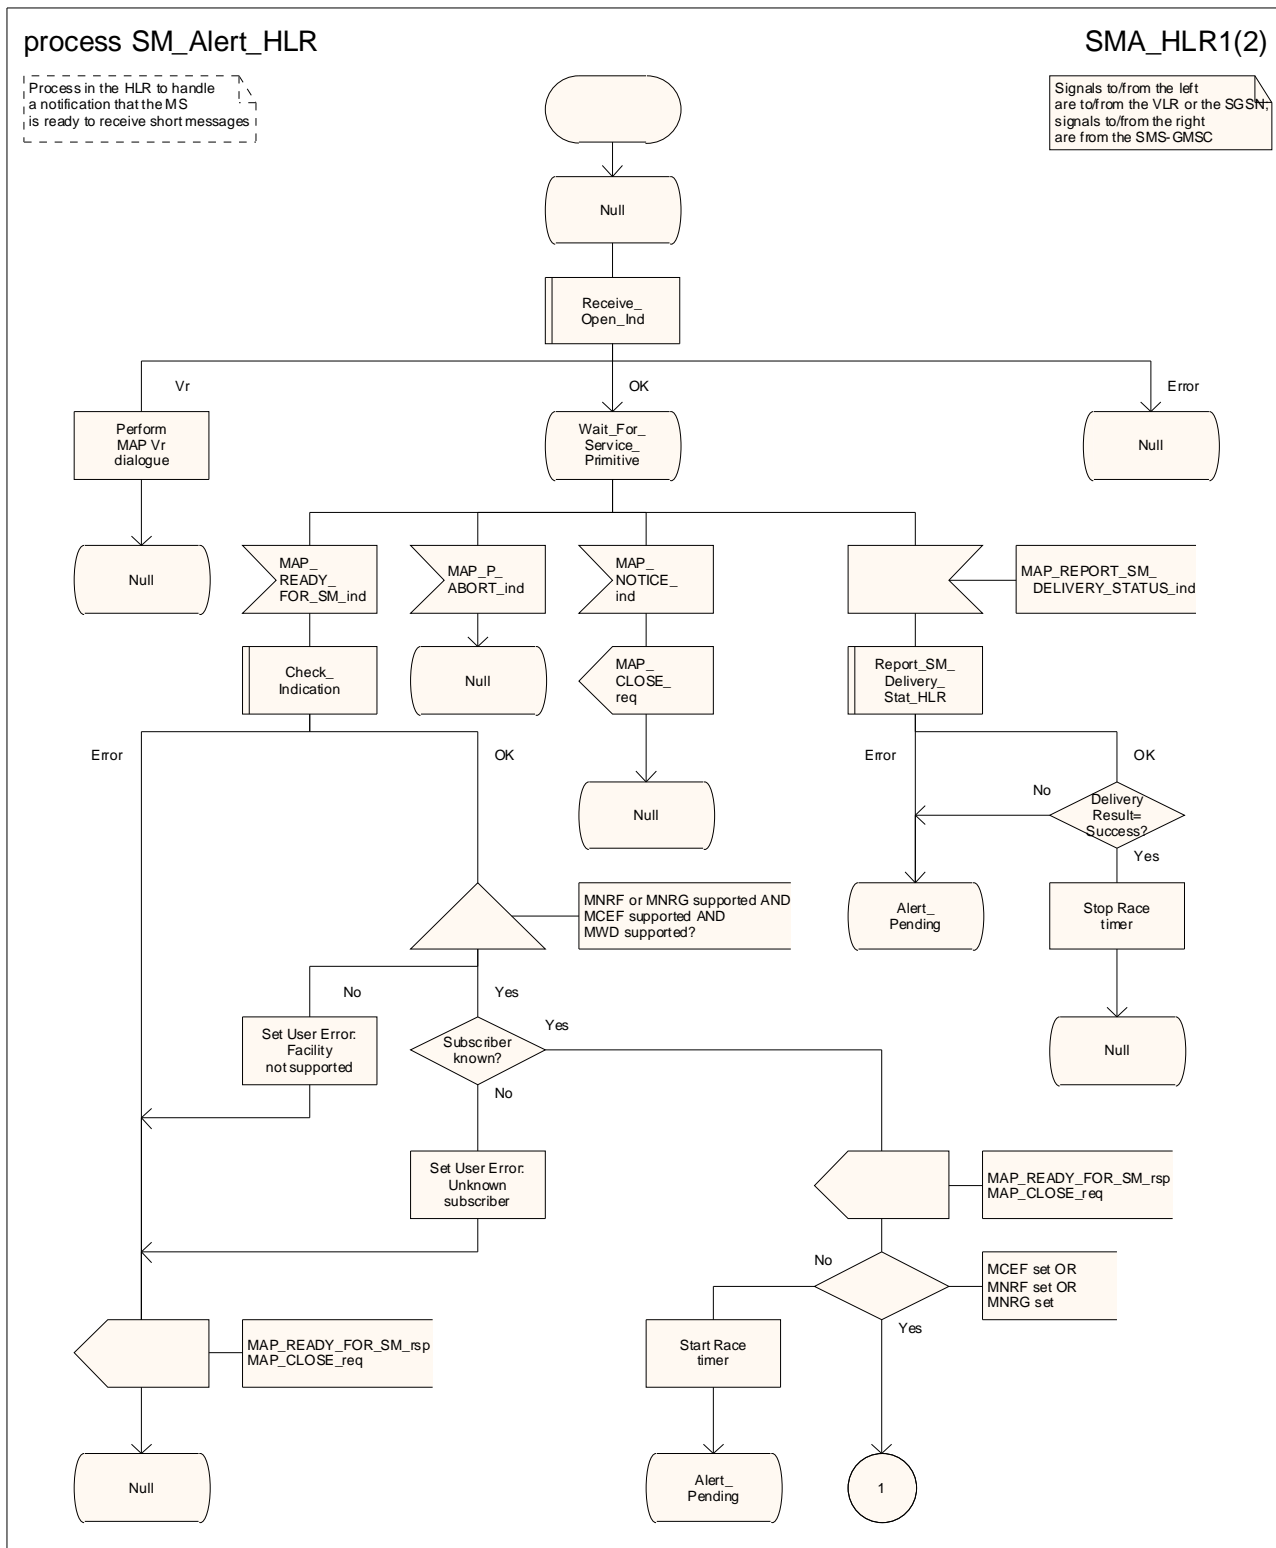 process SM_Alert_HLR
SMA_HLR1(2)
Process in the HLR to handle
a notification that the MS
is ready to receive short messages
Signals to/from the left
are to/from the VLR or the SGSN;
signals to/from the right
are from the SMS-GMSC
Null
Receive_
Open_Ind
Vr
OK
Error
Perform
MAP Vr
dialogue
Wait_For_
Service_
Primitive
Null
Null
MAP_
READY_
FOR_SM_ind
MAP_P_
ABORT_ind
MAP_
NOTICE_
ind
MAP_REPORT_SM_
DELIVERY_STATUS_ind
Check_
Indication
Null
MAP_
CLOSE_
req
Report_SM_
Delivery_
Stat_HLR
Error
OK
Error
OK
Null
No
Delivery
Result=
Success?
Yes
MNRF or MNRG supported AND
MCEF supported AND
MWD supported?
Alert_
Pending
Stop Race
timer
No
Yes
Set User Error:
Facility
not supported
Subscriber
known?
Yes
Null
No
Set User Error:
Unknown
subscriber
MAP_READY_FOR_SM_rsp
MAP_CLOSE_req
No
MCEF set OR
MNRF set OR
MNRG set
Yes
MAP_READY_FOR_SM_rsp
MAP_CLOSE_req
Start Race
timer
Null
Alert_
Pending
1